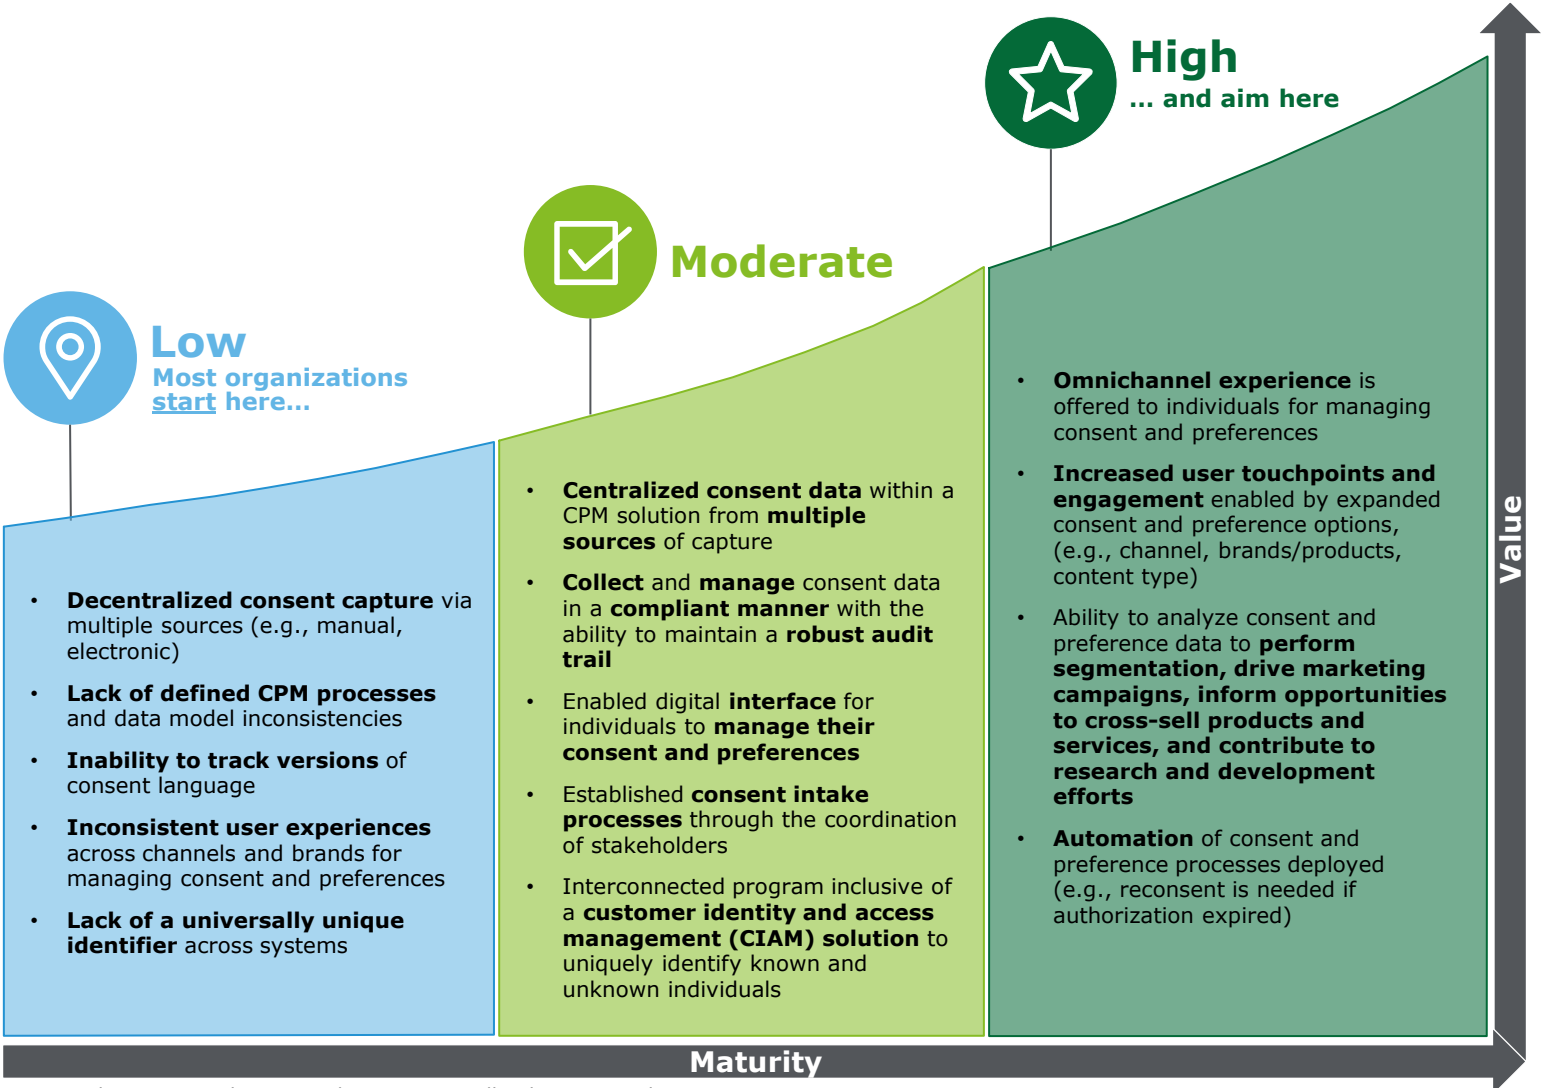 High
... and aim here
Moderate
Low
Most organizations
start here...
• Decentralized consent capture via
multiple sources (e.g., manual,
electronic)
• Lack of defined CPM processes
and data model inconsistencies
• Inability to track versions of
consent language
• Inconsistent user experiences
across channels and brands for
managing consent and preferences
• Lack of a universally unique
identifier across systems
• Centralized consent data within a
CPM solution from multiple
sources of capture
• Collect and manage consent data
in a compliant manner with the
ability to maintain a robust audit
trail
• Enabled digital interface for
individuals to manage their
consent and preferences
• Established consent intake
processes through the coordination
of stakeholders
• Interconnected program inclusive of
a customer identity and access
management (CIAM) solution to
uniquely identify known and
unknown individuals
• Omnichannel experience is
offered to individuals for managing
consent and preferences
• Increased user touchpoints and
engagement enabled by expanded
consent and preference options,
(e.g., channel, brands/products,
content type)
• Ability to analyze consent and
preference data to perform
segmentation, drive marketing
campaigns, inform opportunities
to cross-sell products and
services, and contribute to
research and development
efforts
• Automation of consent and
preference processes deployed
(e.g., reconsent is needed if
authorization expired)
Value
Maturity